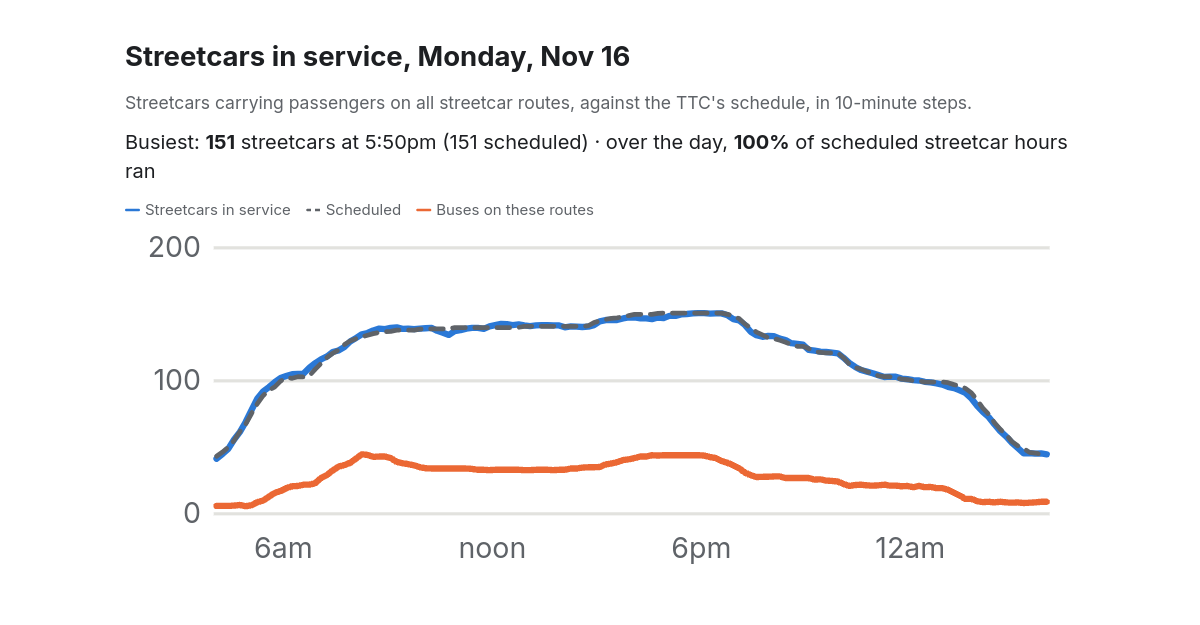 Streetcars in service, Monday, Nov 16
Streetcars carrying passengers on all streetcar routes, against the TTC's schedule, in 10-minute steps.
Busiest: 151 streetcars at 5:50pm (151 scheduled) · over the day, 100% of scheduled streetcar hours
ran
Streetcars in service Scheduled Buses on these routes
200
100
0
6am noon 6pm 12am